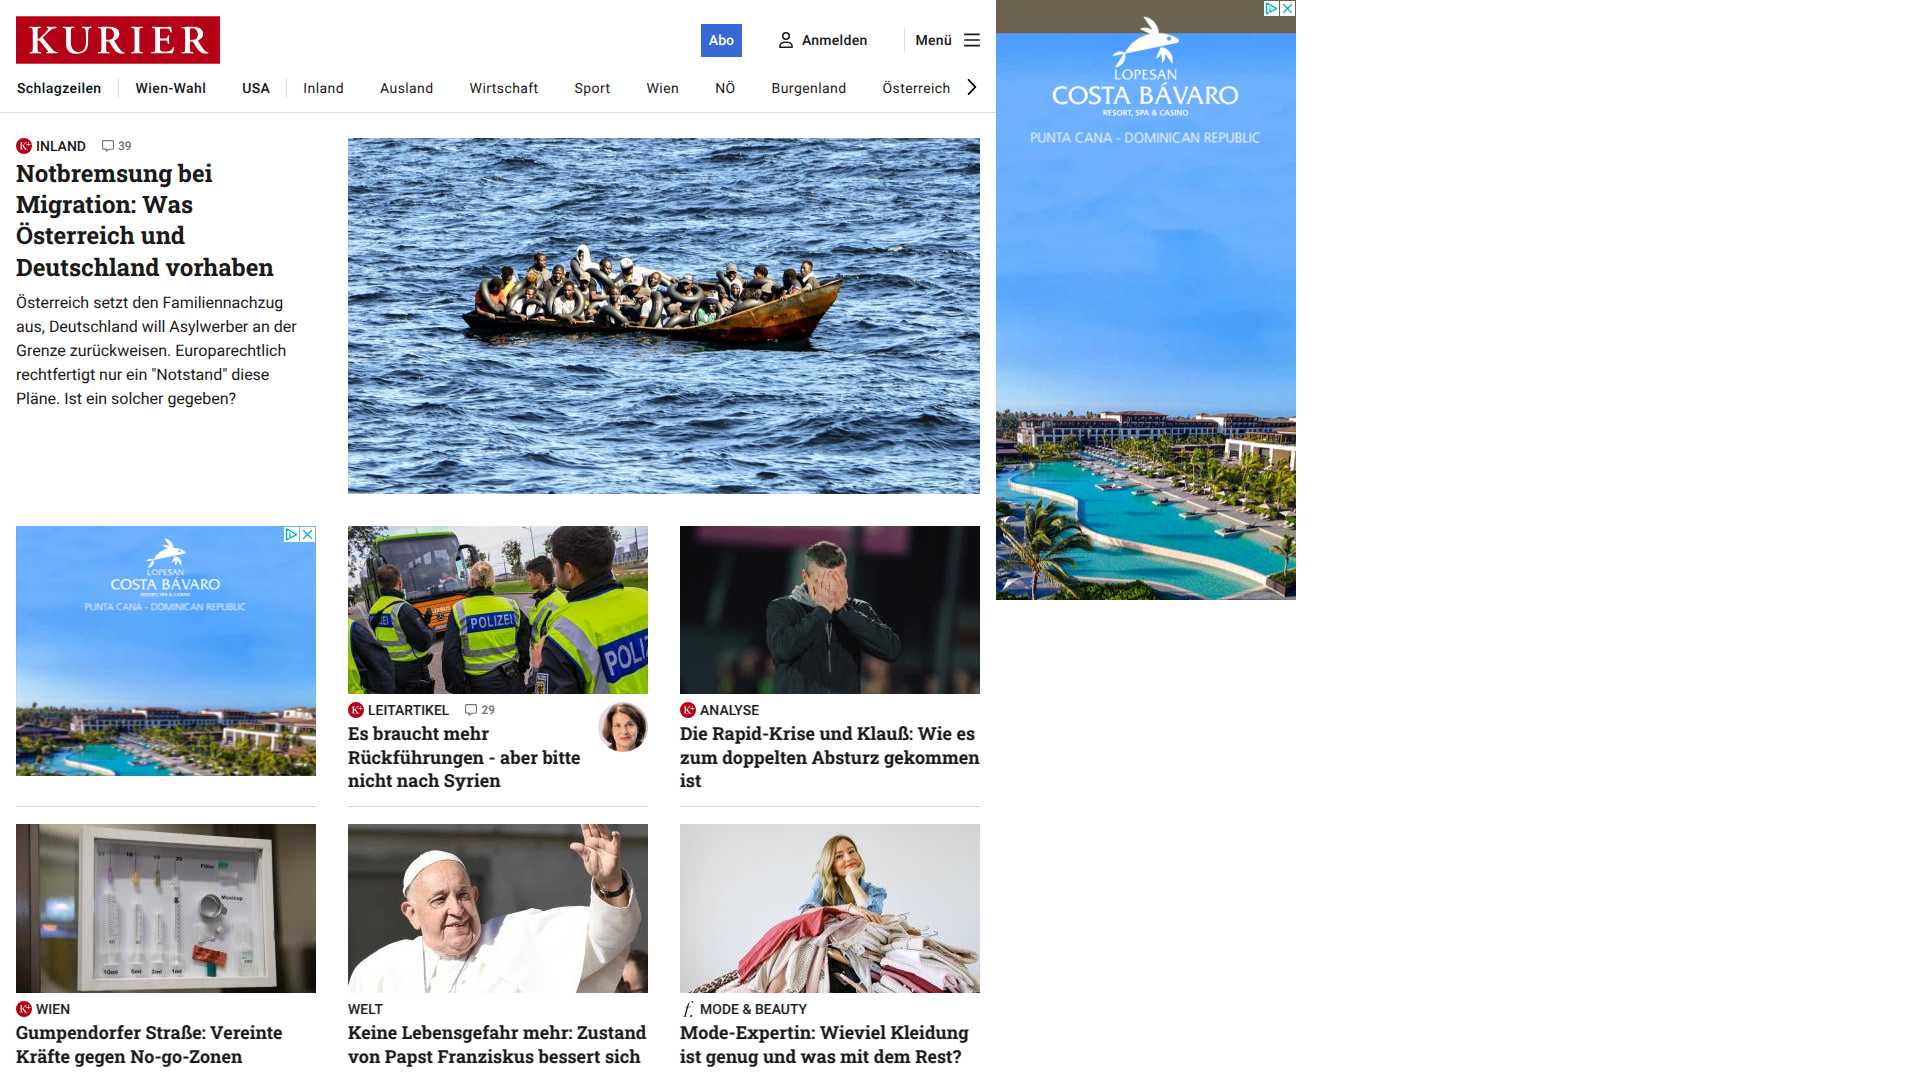 KURIER
Abo
Anmelden
Menü
Schlagzeilen
Wien-Wahl
USA
Inland
Ausland
Wirtschaft
Sport
Wien
NÖ
Burgenland
Österreich
LOPESAN
COSTA BÁVARO
RESORT, SPA & CASINO
PUNTA CANA - DOMINICAN REPUBLIC
K+ INLAND 39
Notbremsung bei
Migration: Was
Österreich und
Deutschland vorhaben
Österreich setzt den Familiennachzug
aus, Deutschland will Asylwerber an der
Grenze zurückweisen. Europarechtlich
rechtfertigt nur ein "Notstand" diese
Pläne. Ist ein solcher gegeben?
LOPESAN
COSTA BÁVARO
RESORT, SPA & CASINO
PUNTA CANA - DOMINICAN REPUBLIC
POLIZEI
POLIZ
K+ LEITARTIKEL 29
Es braucht mehr
Rückführungen - aber bitte
nicht nach Syrien
K+ ANALYSE
Die Rapid-Krise und Klauß: Wie es
zum doppelten Absturz gekommen
ist
Filter
10ml 5ml 2ml 1ml
K+ WIEN
Gumpendorfer Straße: Vereinte
Kräfte gegen No-go-Zonen
WELT
Keine Lebensgefahr mehr: Zustand
von Papst Franziskus bessert sich
f. MODE & BEAUTY
Mode-Expertin: Wieviel Kleidung
ist genug und was mit dem Rest?